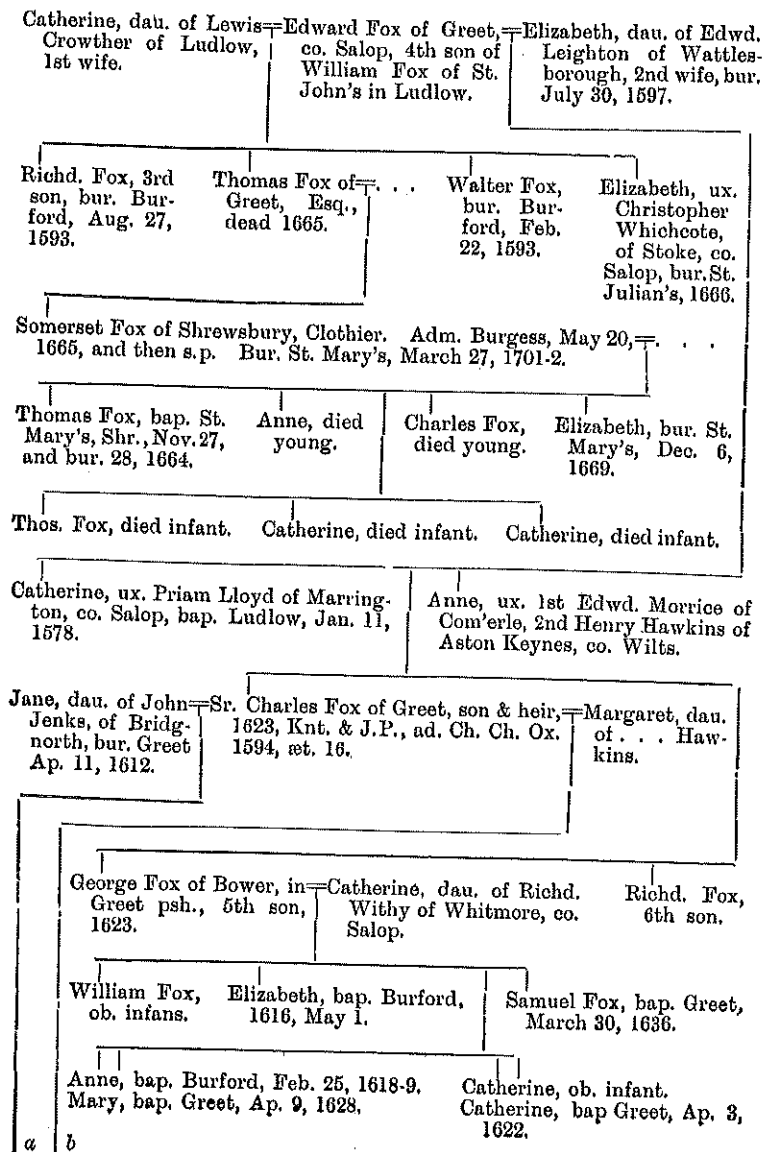 Catherine, dau. of Lewis
Crowther of Ludlow,
1st wife.
Edward Fox of Greet,
co. Salop, 4th son of
William Fox of St.
John's in Ludlow.
Elizabeth, dau. of Edwd.
Leighton of Wattles-
borough, 2nd wife, bur.
July 30, 1597.
Richd. Fox, 3rd
son, bur. Bur-
ford, Aug. 27,
1593.
Thomas Fox of . . .
Greet, Esq.,
dead 1665.
Walter Fox,
bur. Bur-
ford, Feb.
22, 1593.
Elizabeth, ux.
Christopher
Whichcote,
of Stoke, co.
Salop, bur. St.
Julian's, 1666.
Somerset Fox of Shrewsbury, Clothier. Adm. Burgess, May 20, . . .
1665, and then s.p. Bur. St. Mary's, March 27, 1701-2.
Thomas Fox, bap. St.
Mary's, Shr., Nov. 27,
and bur. 28, 1664.
Anne, died
young.
Charles Fox,
died young.
Elizabeth, bur. St.
Mary's, Dec. 6,
1669.
Thos. Fox, died infant.
Catherine, died infant.
Catherine, died infant.
Catherine, ux. Priam Lloyd of Marring-
ton, co. Salop, bap. Ludlow, Jan. 11,
1578.
Anne, ux. 1st Edwd. Morrice of
Com'erle, 2nd Henry Hawkins of
Aston Keynes, co. Wilts.
Jane, dau. of John
Jenks, of Bridg-
north, bur. Greet
Ap. 11, 1612.
Sr. Charles Fox of Greet, son & heir,
1623, Knt. & J.P., ad. Ch. Ch. Ox.
1594, æt. 16.
Margaret, dau.
of . . . Haw-
kins.
George Fox of Bower, in
Greet psh., 5th son,
1623.
Catherine, dau. of Richd.
Withy of Whitmore, co.
Salop.
Richd. Fox,
6th son.
William Fox,
ob. infans.
Elizabeth, bap. Burford,
1616, May 1.
Samuel Fox, bap. Greet,
March 30, 1636.
Anne, bap. Burford, Feb. 25, 1618-9.
Mary, bap. Greet, Ap. 9, 1628.
Catherine, ob. infant.
Catherine, bap Greet, Ap. 3,
1622.
a b